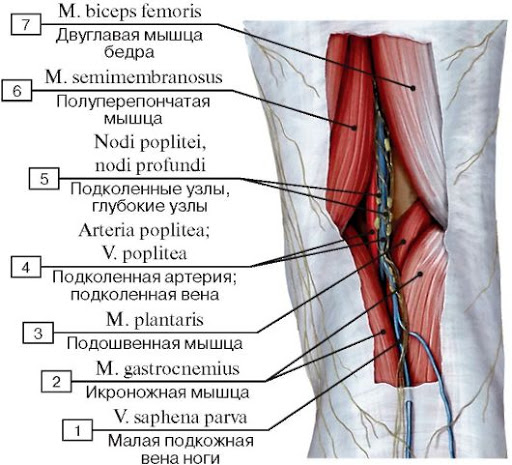 M. biceps femoris
7
Двуглавая мышца
бедра
M. semimembranosus
6
Полуперепончатая
мышца
Nodi poplitei,
nodi profundi
5
Подколенные узлы,
глубокие узлы
Arteria poplitea;
V. poplitea
4
Подколенная артерия;
подколенная вена
M. plantaris
3
Подошвенная мышца
M. gastrocnemius
2
Икроножная мышца
V. saphena parva
1
Малая подкожная
вена ноги